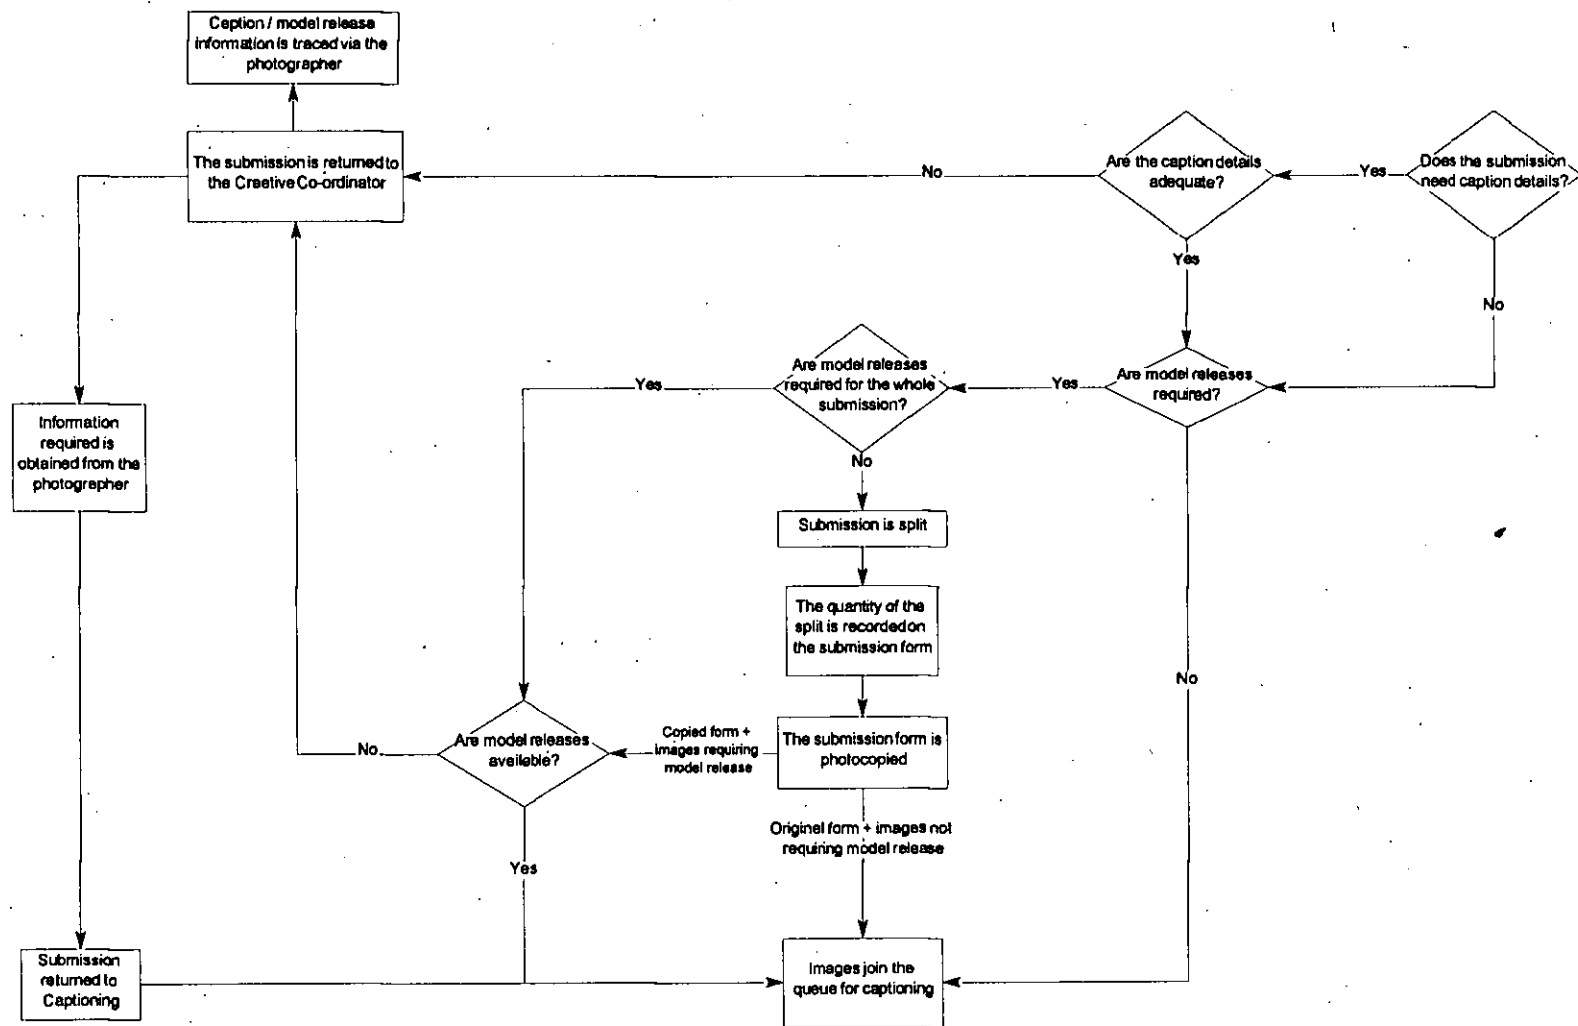 Caption / model release
information is traced via the
photographer
The submission is returned to
the Creative Co-ordinator
No
Are the caption details
adequate?
Yes
Does the submission
need caption details?
Yes
No
Information
required is
obtained from the
photographer
Yes
Are model releases
required for the whole
submission?
Yes
Are model releases
required?
No
Submission is split
The quantity of the
split is recorded on
the submission form
No
No
Are model releases
available?
Copied form +
images requiring
model release
The submission form is
photocopied
Original form + images not
requiring model release
Yes
Submission
returned to
Captioning
Images join the
queue for captioning